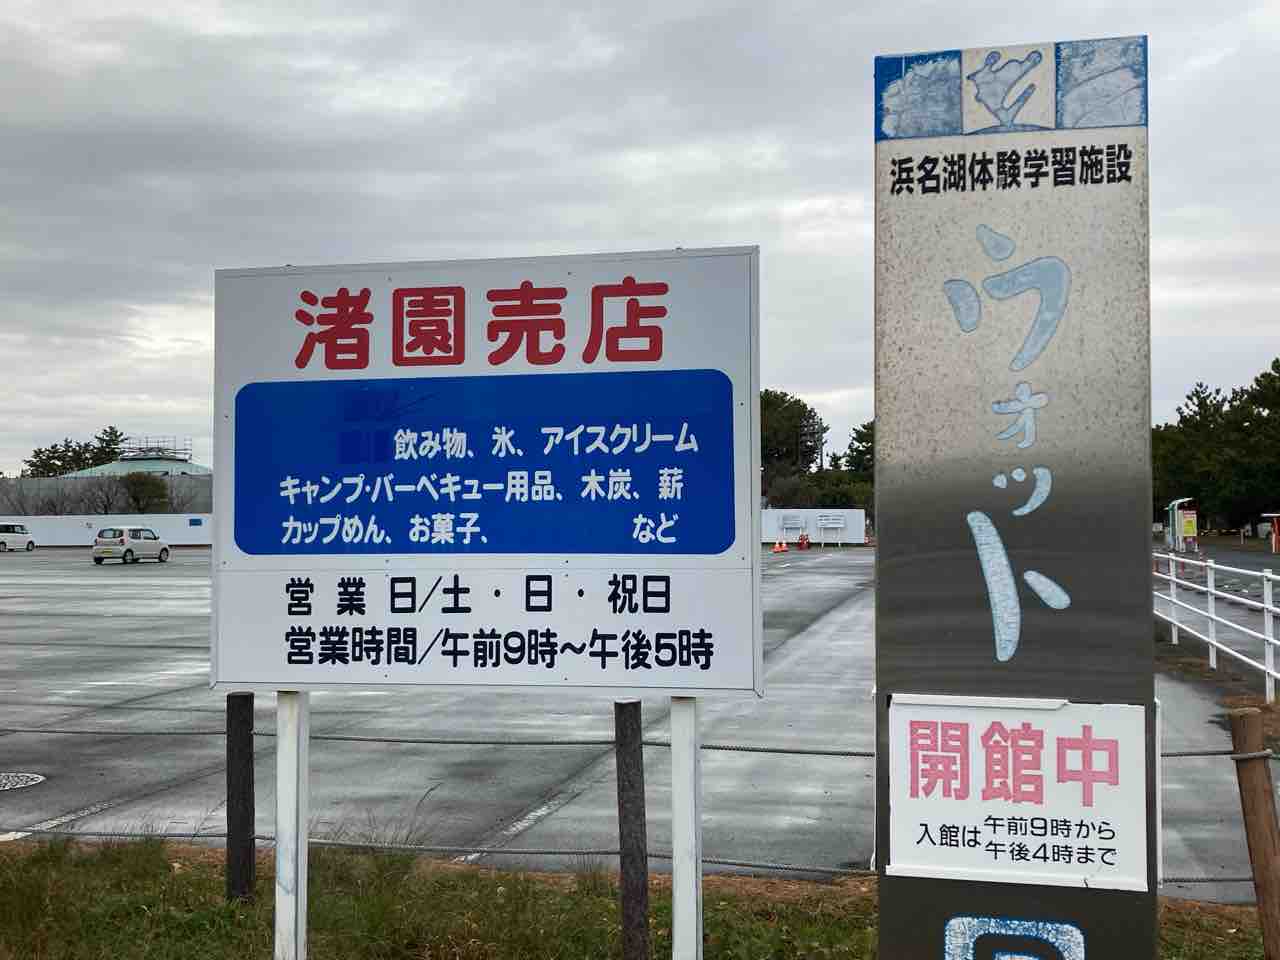 渚園売店
飲み物、氷、アイスクリーム
キャンプ・バーベキュー用品、木炭、薪
カップめん、お菓子、 など
営業日/土・日・祝日
営業時間/午前9時〜午後5時
浜名湖体験学習施設
ウォット
開館中
入館は午前9時から
午後4時まで